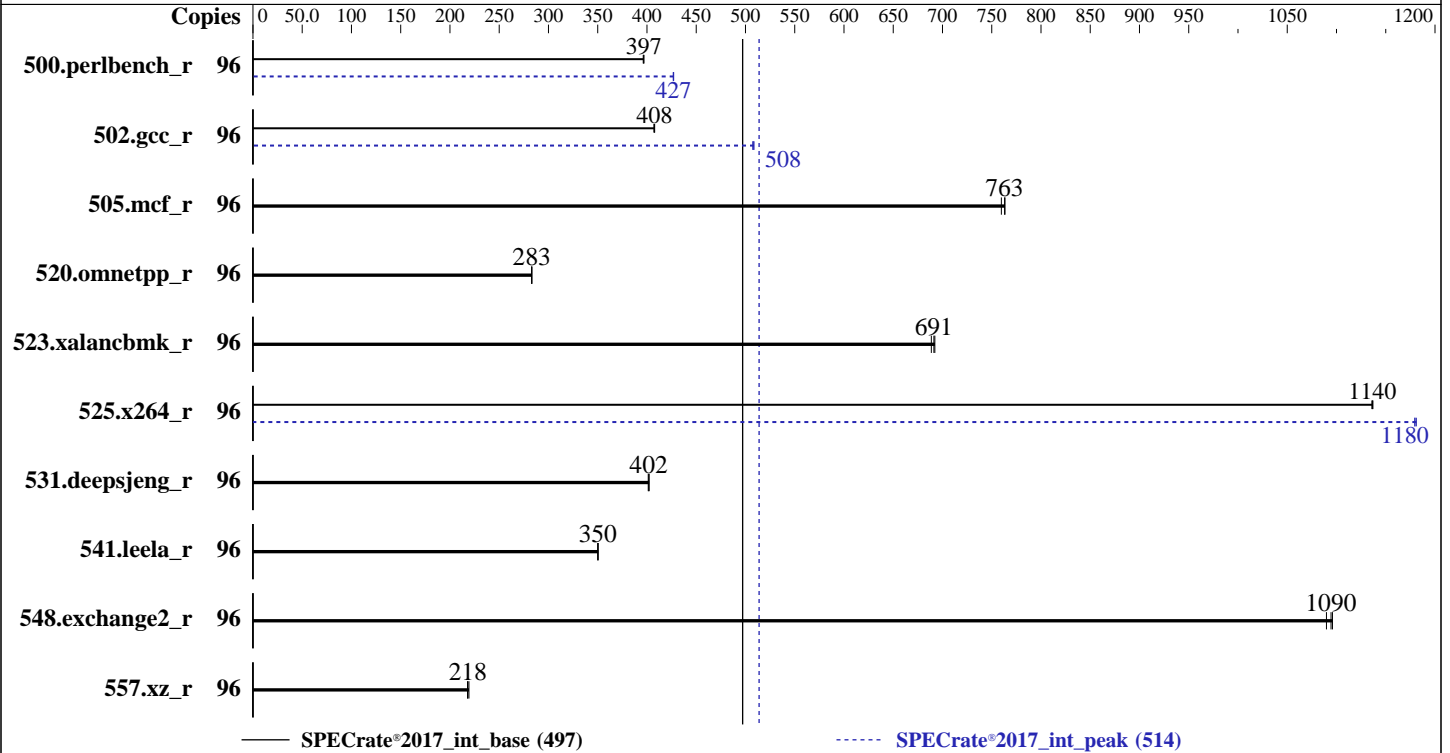 Copies 0 50.0 100 150 200 250 300 350 400 450 500 550 600 650 700 750 800 850 900 950 1050 1200
397
500.perlbench_r 96
427
408
502.gcc_r 96
508
763
505.mcf_r 96
283
520.omnetpp_r 96
691
523.xalancbmk_r 96
1140
525.x264_r 96
1180
402
531.deepsjeng_r 96
350
541.leela_r 96
1090
548.exchange2_r 96
218
557.xz_r 96
SPECrate®2017_int_base (497) SPECrate®2017_int_peak (514)